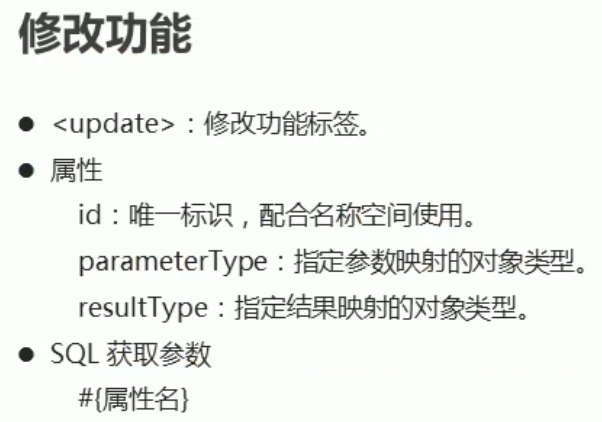 修改功能
● <update>：修改功能标签。
● 属性
id：唯一标识，配合名称空间使用。
parameterType：指定参数映射的对象类型。
resultType：指定结果映射的对象类型。
● SQL 获取参数
#{属性名}